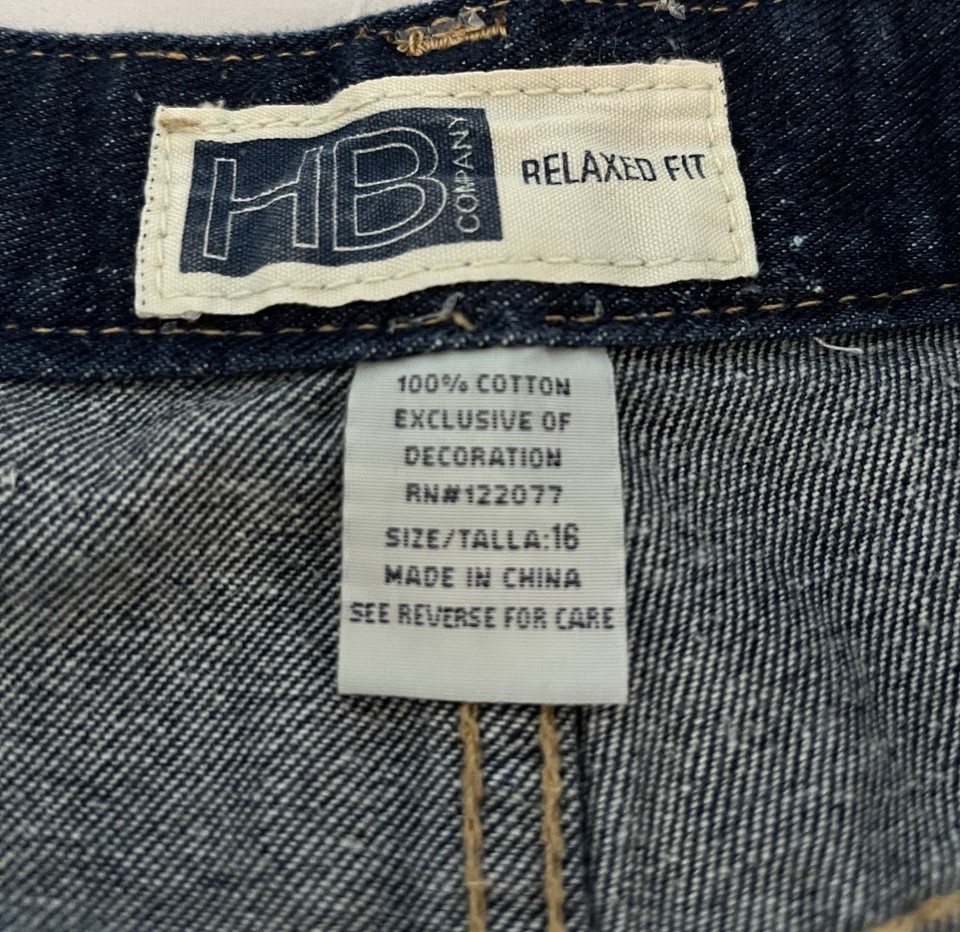 HB
COMPANY
RELAXED FIT
100% COTTON
EXCLUSIVE OF
DECORATION
RN#122077
SIZE/TALLA:16
MADE IN CHINA
SEE REVERSE FOR CARE